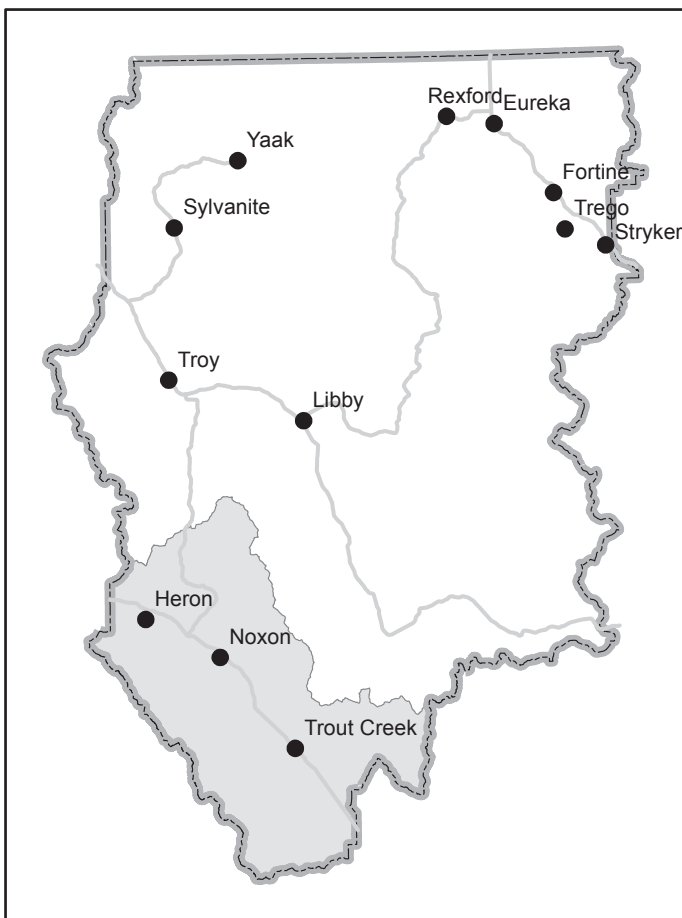 Rexford
Eureka
Yaak
Fortine
Sylvanite
Trego
Stryker
Troy
Libby
Heron
Noxon
Trout Creek